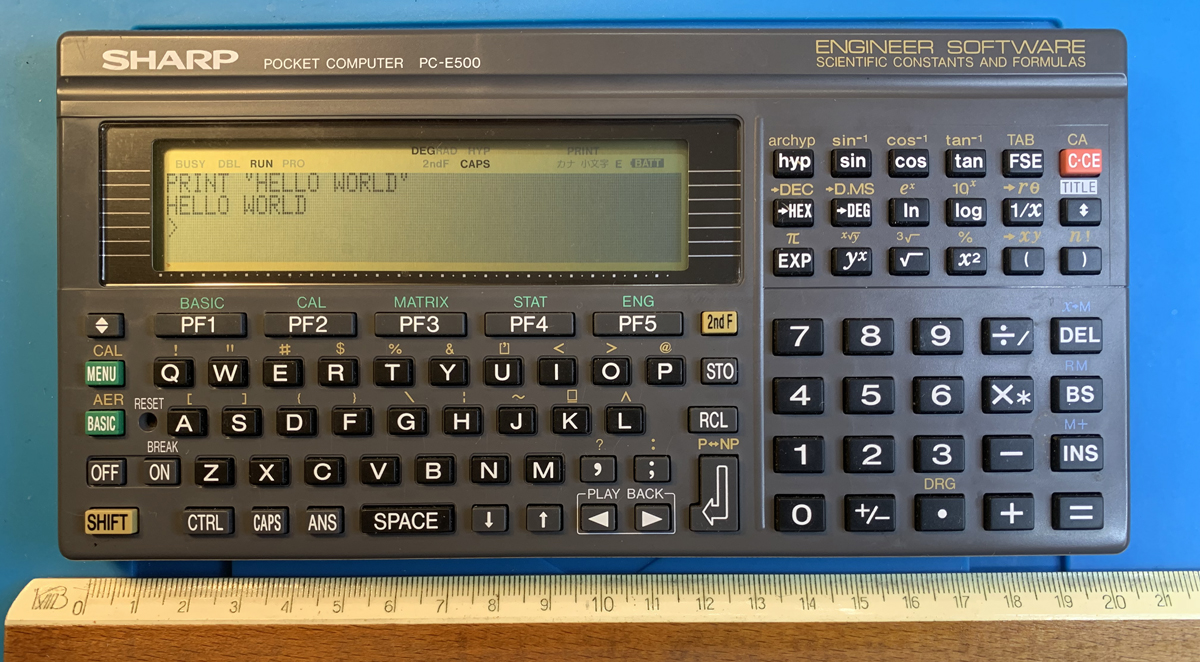 SHARP POCKET COMPUTER PC-E500
ENGINEER SOFTWARE
SCIENTIFIC CONSTANTS AND FORMULAS
DEG RAD HYP PRINT
BUSY DBL RUN PRO 2ndF CAPS カナ 小文字 E BATT
PRINT "HELLO WORLD"
HELLO WORLD
>
archyp sin⁻¹ cos⁻¹ tan⁻¹ TAB CA
hyp sin cos tan FSE C·CE
→DEC →D.MS eˣ 10ˣ →rθ TITLE
→HEX →DEG ln log 1/x
π ˣ√y ³√ % →xy n!
EXP yˣ √ x² ( )
BASIC CAL MATRIX STAT ENG
PF1 PF2 PF3 PF4 PF5 2nd F
CAL ! " # $ % & < > @
MENU Q W E R T Y U I O P STO
AER RESET [ ] { } \ ¦ ~ ^
BASIC A S D F G H J K L RCL
BREAK ? : P↔NP
OFF ON Z X C V B N M , ;
PLAY BACK
SHIFT CTRL CAPS ANS SPACE ↓ ↑ ◀ ▶
x→M
7 8 9 ÷/ DEL
RM
4 5 6 X* BS
M+
1 2 3 − INS
DRG
0 +/− • + =
0 1 2 3 4 5 6 7 8 9 10 11 12 13 14 15 16 17 18 19 20 21